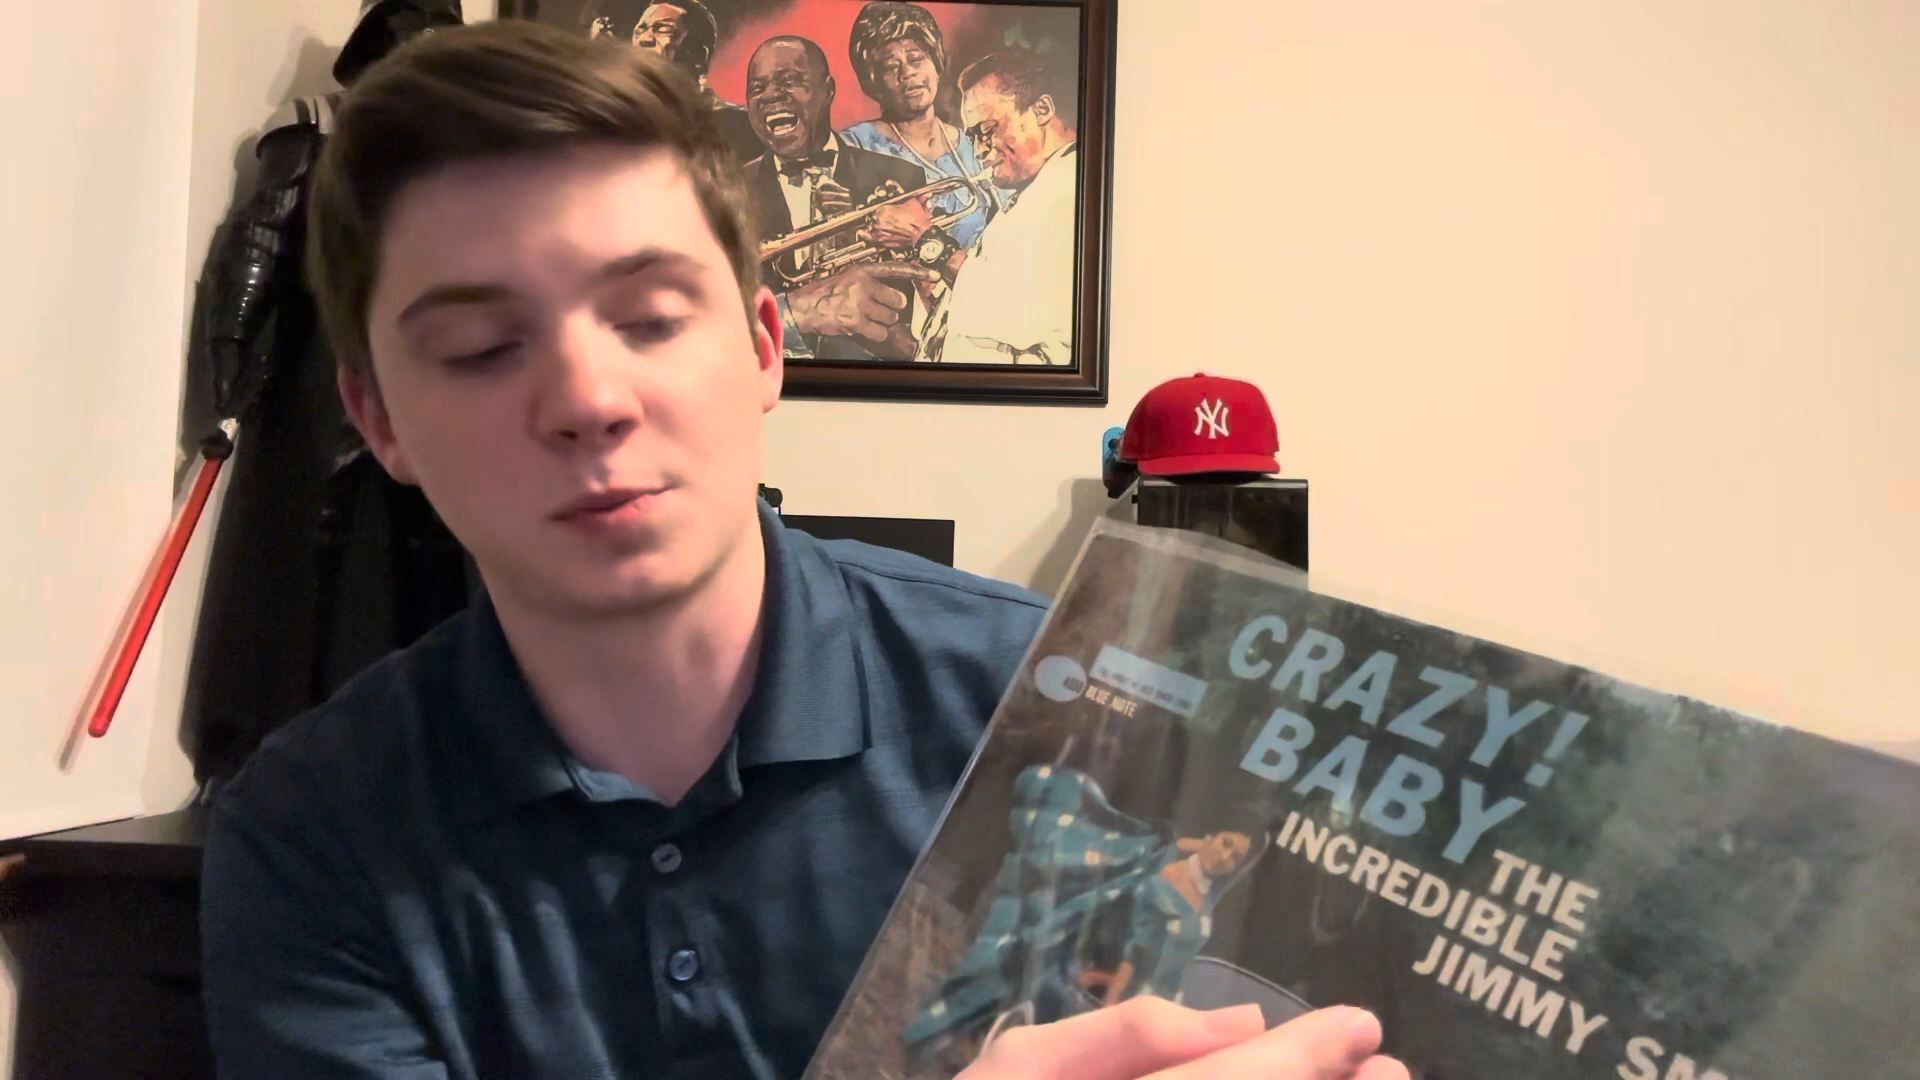 NY
CRAZY!
BABY
BLUE NOTE
THE
INCREDIBLE
JIMMY